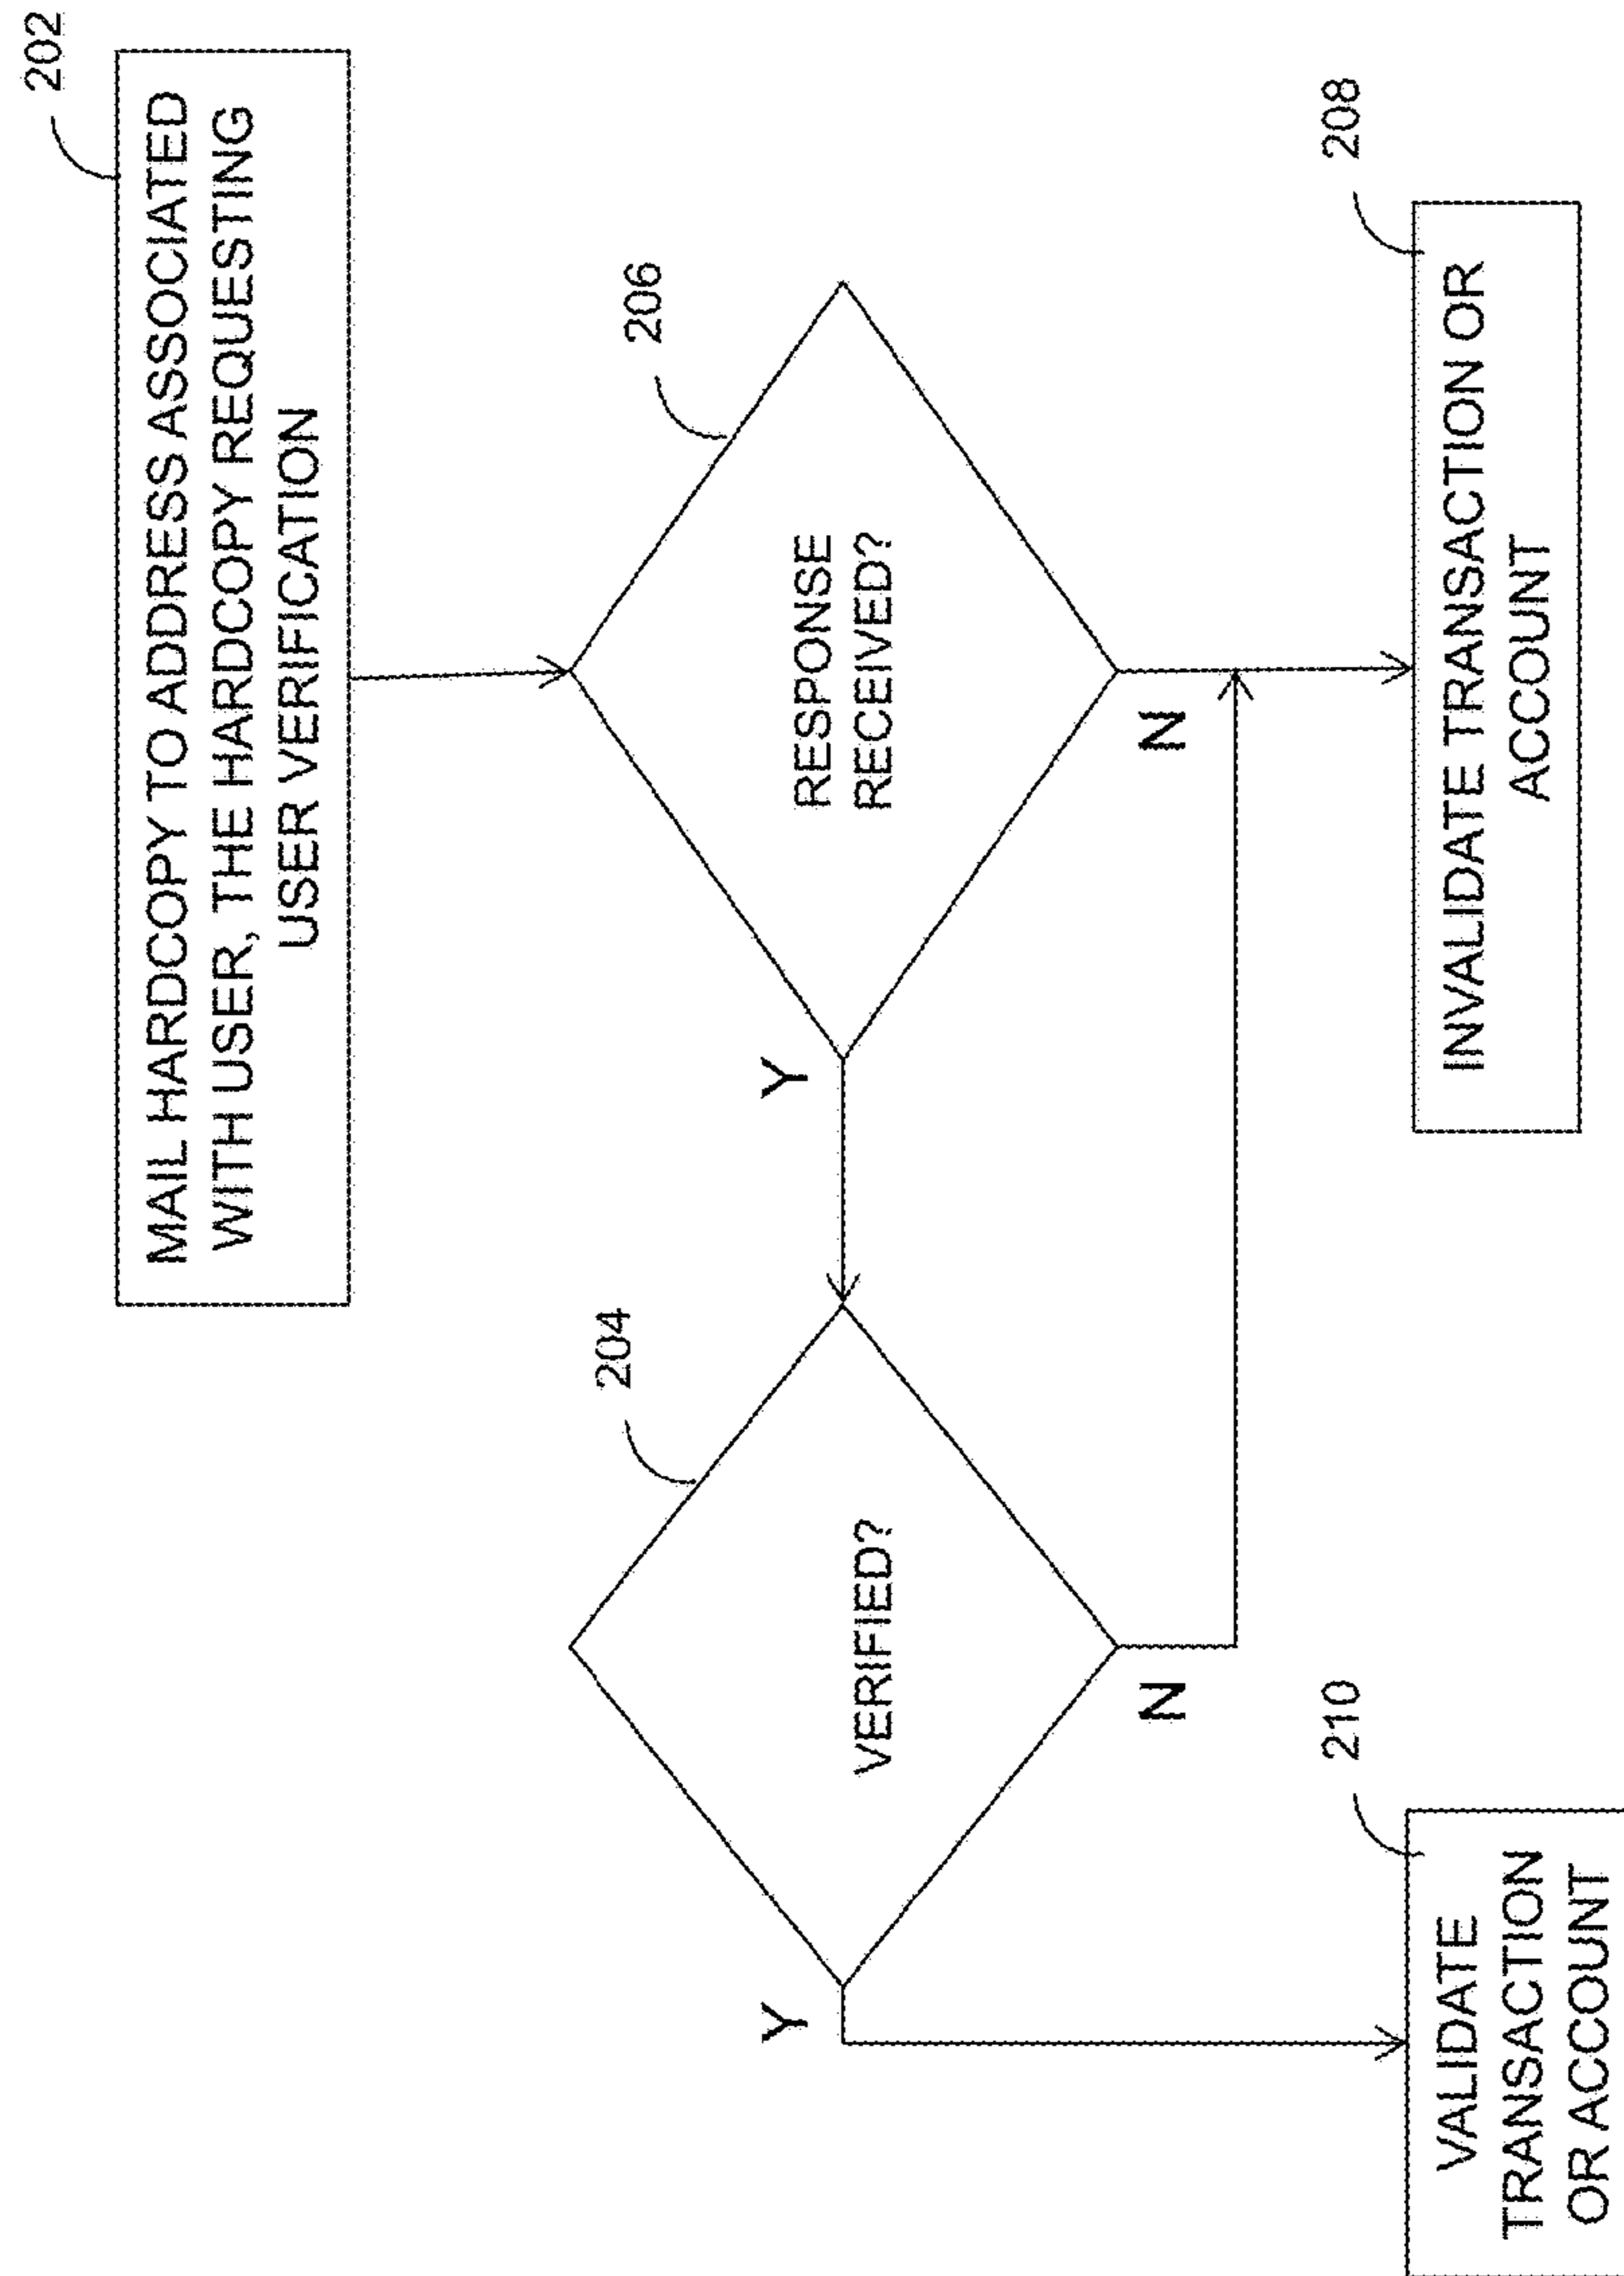 202
MAIL HARDCOPY TO ADDRESS ASSOCIATED
WITH USER, THE HARDCOPY REQUESTING
USER VERIFICATION
204
VERIFIED?
Y
N
206
RESPONSE
RECEIVED?
Y
N
210
VALIDATE
TRANSACTION
OR ACCOUNT
208
INVALIDATE TRANSACTION OR
ACCOUNT